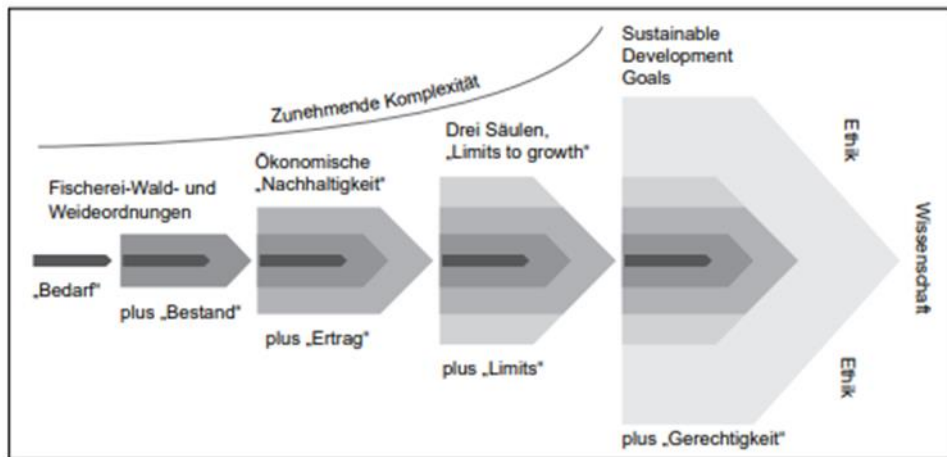 Sustainable
Development
Goals
Zunehmende Komplexität
Drei Säulen,
„Limits to growth“
Ökonomische
„Nachhaltigkeit“
Fischerei-Wald- und
Weideordnungen
„Bedarf“
plus „Bestand“
plus „Ertrag“
plus „Limits“
plus „Gerechtigkeit“
Ethik
Wissenschaft
Ethik